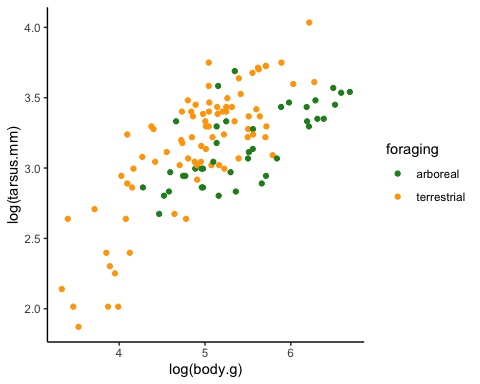 4.0
3.5
3.0
2.5
2.0
log(tarsus.mm)
4 5 6
log(body.g)
foraging
arboreal
terrestrial